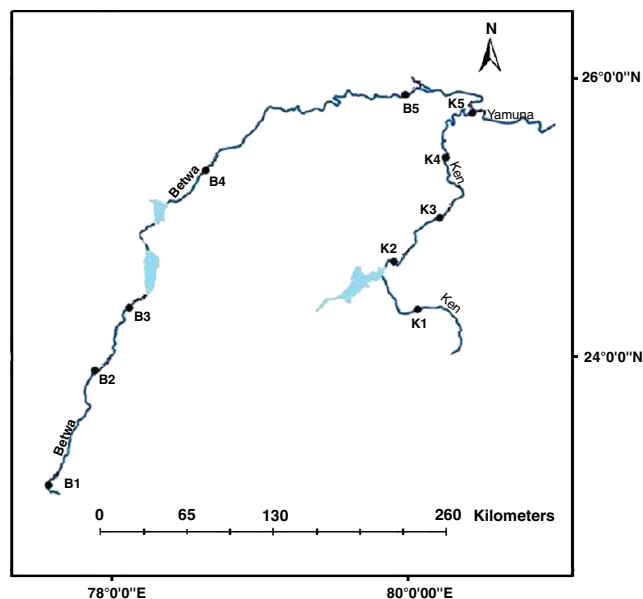 N
26°0'0"N
B5
K5
Yamuna
K4
Ken
Betwa
B4
K3
K2
B3
K1
Ken
24°0'0"N
B2
Betwa
B1
0 65 130 260 Kilometers
78°0'0"E 80°0'00"E